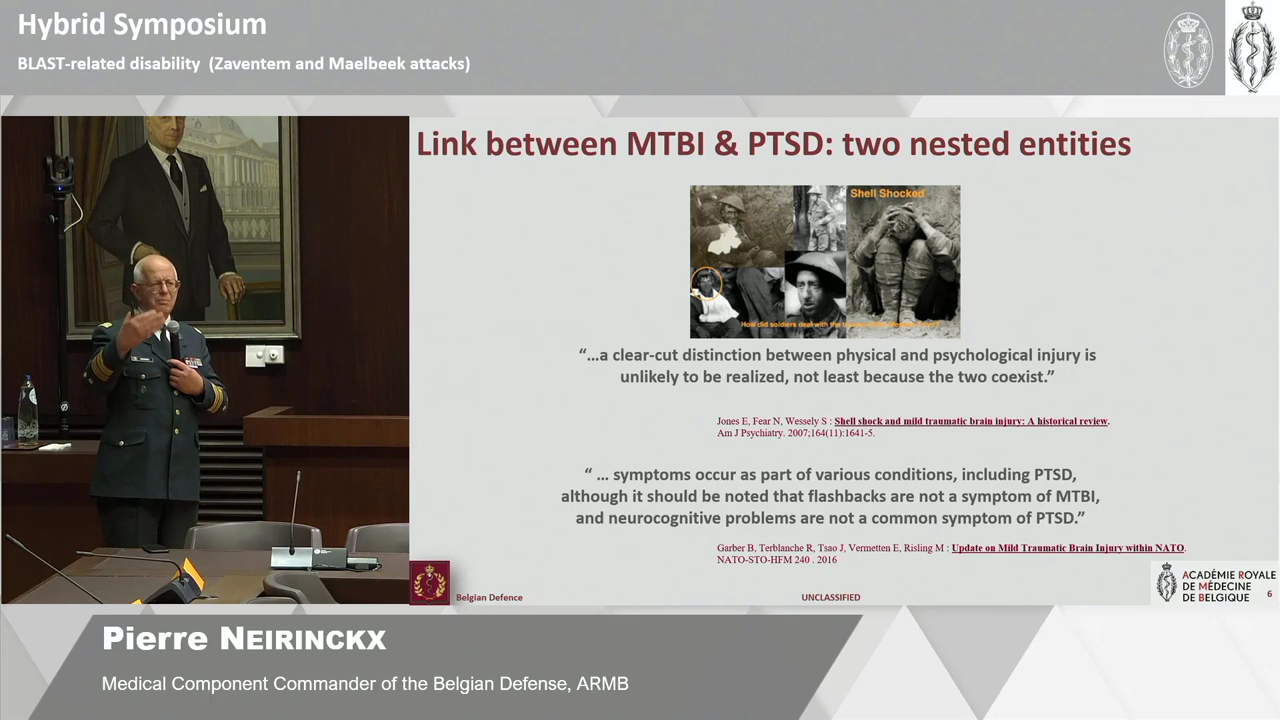 Hybrid Symposium
BLAST-related disability (Zaventem and Maelbeek attacks)
Link between MTBI & PTSD: two nested entities
Shell Shocked
How did soldiers deal with the
“…a clear-cut distinction between physical and psychological injury is
unlikely to be realized, not least because the two coexist.”
Jones E, Fear N, Wessely S : Shell shock and mild traumatic brain injury: A historical review.
Am J Psychiatry. 2007;164(11):1641-5.
“ … symptoms occur as part of various conditions, including PTSD,
although it should be noted that flashbacks are not a symptom of MTBI,
and neurocognitive problems are not a common symptom of PTSD.”
Garber B, Terblanche R, Tsao J, Vermetten E, Risling M : Update on Mild Traumatic Brain Injury within NATO.
NATO-STO-HFM 240 . 2016
Belgian Defence
UNCLASSIFIED
ACADÉMIE ROYALE
DE MÉDECINE
DE BELGIQUE
6
Pierre NEIRINCKX
Medical Component Commander of the Belgian Defense, ARMB